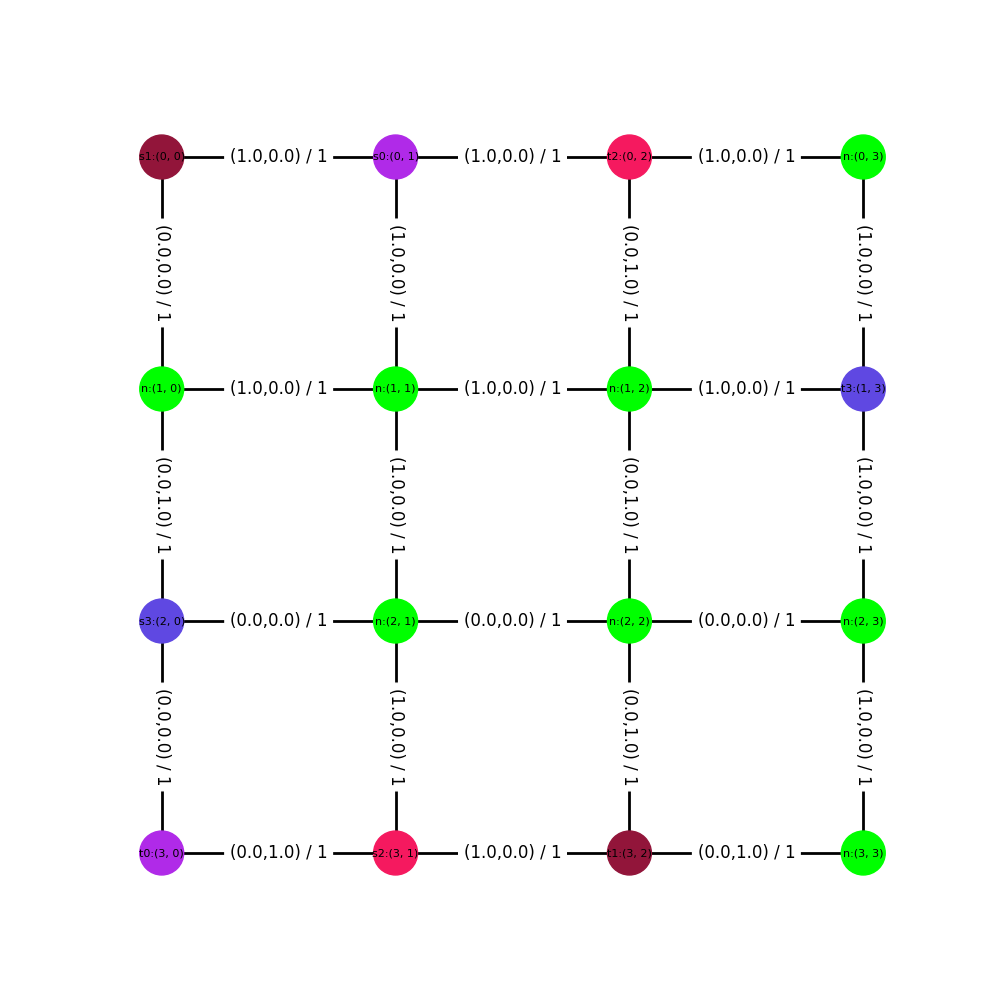 s1:(0, 0) (1.0,0.0) / 1 s0:(0, 1) (1.0,0.0) / 1 t2:(0, 2) (1.0,0.0) / 1 n:(0, 3)
(0.0,0.0) / 1 (1.0,0.0) / 1 (0.0,1.0) / 1 (1.0,0.0) / 1
n:(1, 0) (1.0,0.0) / 1 n:(1, 1) (1.0,0.0) / 1 n:(1, 2) (1.0,0.0) / 1 t3:(1, 3)
(0.0,1.0) / 1 (1.0,0.0) / 1 (0.0,1.0) / 1 (1.0,0.0) / 1
s3:(2, 0) (0.0,0.0) / 1 n:(2, 1) (0.0,0.0) / 1 n:(2, 2) (0.0,0.0) / 1 n:(2, 3)
(0.0,0.0) / 1 (1.0,0.0) / 1 (0.0,1.0) / 1 (1.0,0.0) / 1
t0:(3, 0) (0.0,1.0) / 1 s2:(3, 1) (1.0,0.0) / 1 t1:(3, 2) (0.0,1.0) / 1 n:(3, 3)